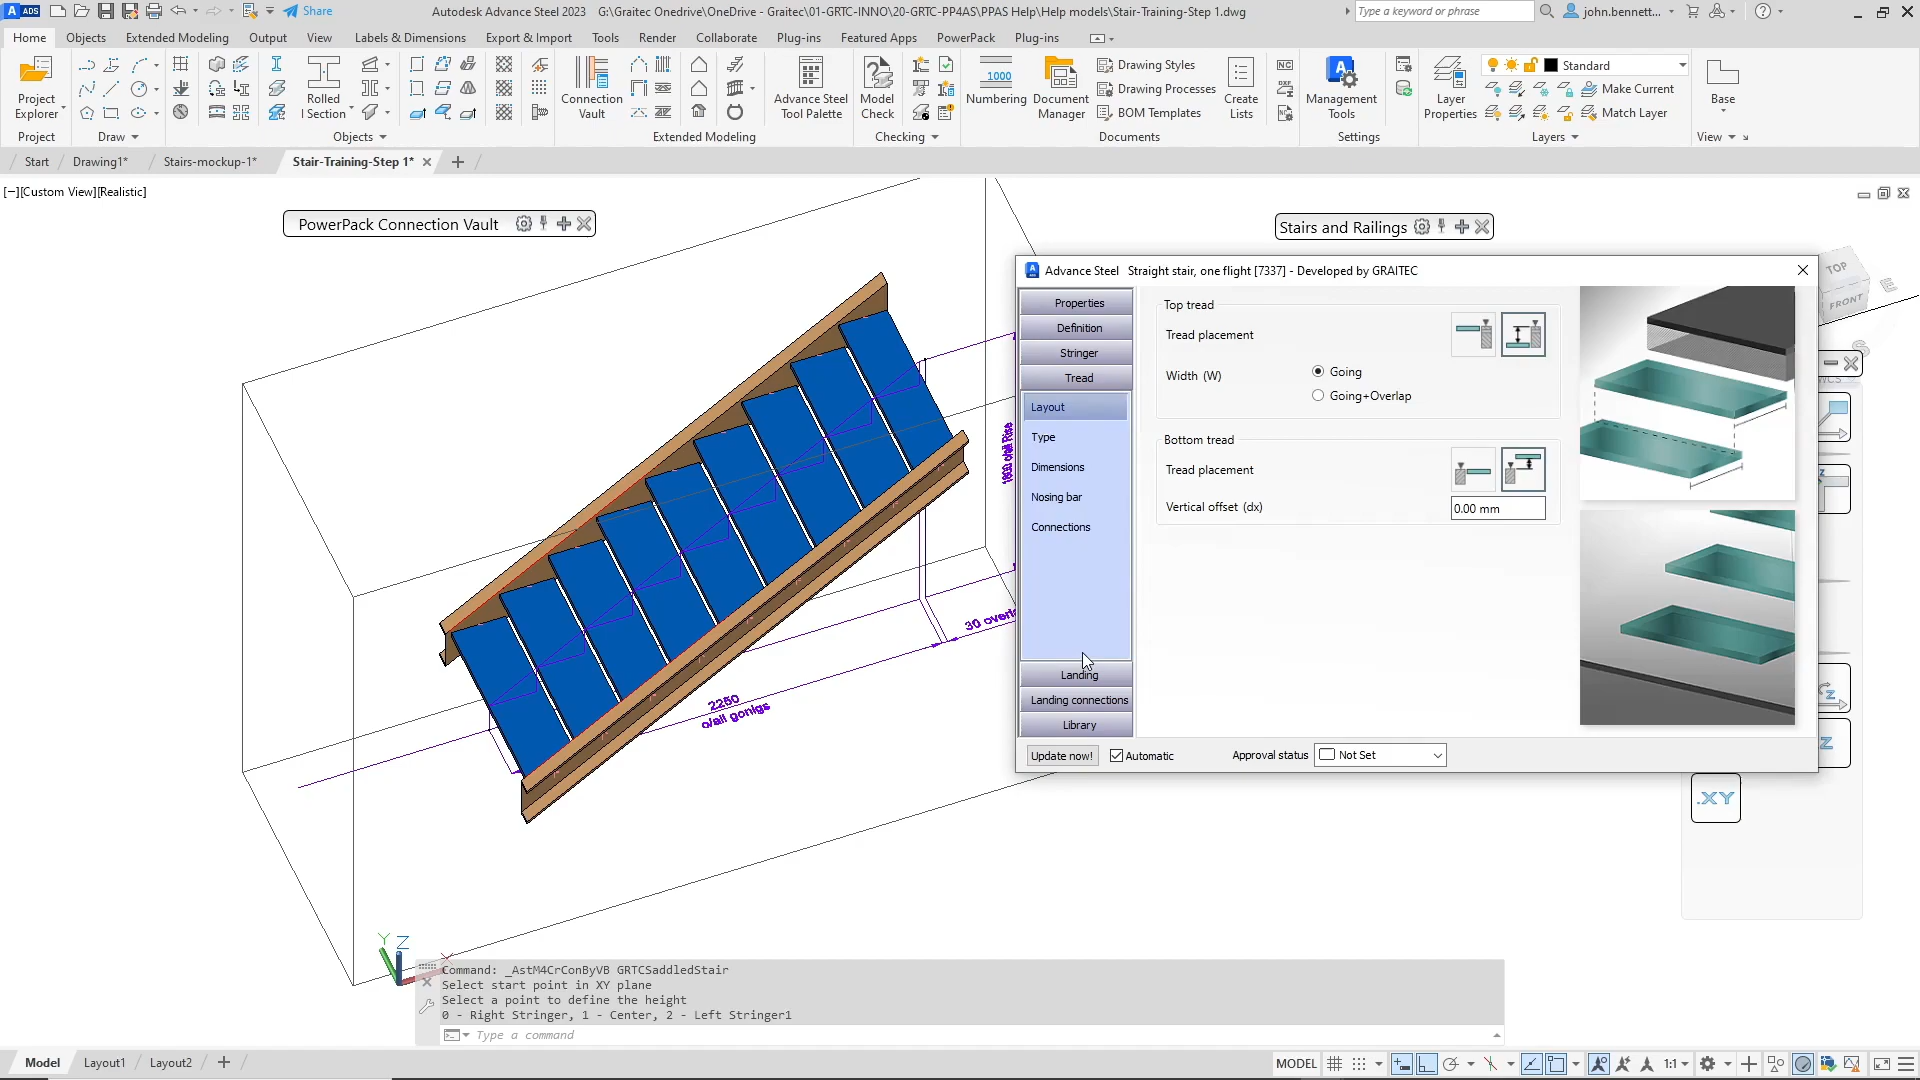 A ADS
Share
Autodesk Advance Steel 2023 G:\Graitec Onedrive\OneDrive - Graitec\01-GRTC-INNO\20-GRTC-PP4AS\PPAS Help\Help models\Stair-Training-Step 1.dwg
Type a keyword or phrase
john.bennett...
Home Objects Extended Modeling Output View Labels & Dimensions Export & Import Tools Render Collaborate Plug-ins Featured Apps PowerPack Plug-ins
Project Explorer
Rolled I Section
Connection Vault
Advance Steel Tool Palette
Model Check
1000
Numbering
Document Manager
Drawing Styles
Drawing Processes
BOM Templates
Create Lists
NC
DXF
Management Tools
Layer Properties
Standard
Make Current
Match Layer
Base
Project Draw Objects Extended Modeling Checking Documents Settings Layers View
Start Drawing1* Stairs-mockup-1* Stair-Training-Step 1*
[−][Custom View][Realistic]
PowerPack Connection Vault
Stairs and Railings
TOP
FRONT
E
S
WCS
2250
o/all goings
30
Advance Steel Straight stair, one flight [7337] - Developed by GRAITEC
Properties
Definition
Stringer
Tread
Layout
Type
Dimensions
Nosing bar
Connections
Landing
Landing connections
Library
Top tread
Tread placement
Width (W)
Going
Going+Overlap
Bottom tread
Tread placement
Vertical offset (dx)
0.00 mm
Update now!
Automatic
Approval status
Not Set
Z
Z
.XY
Y
Z
X
Command: _AstM4CrConByVB GRTCSaddledStair
Select start point in XY plane
Select a point to define the height
0 - Right Stringer, 1 - Center, 2 - Left Stringer1
Type a command
Model Layout1 Layout2
MODEL
1:1